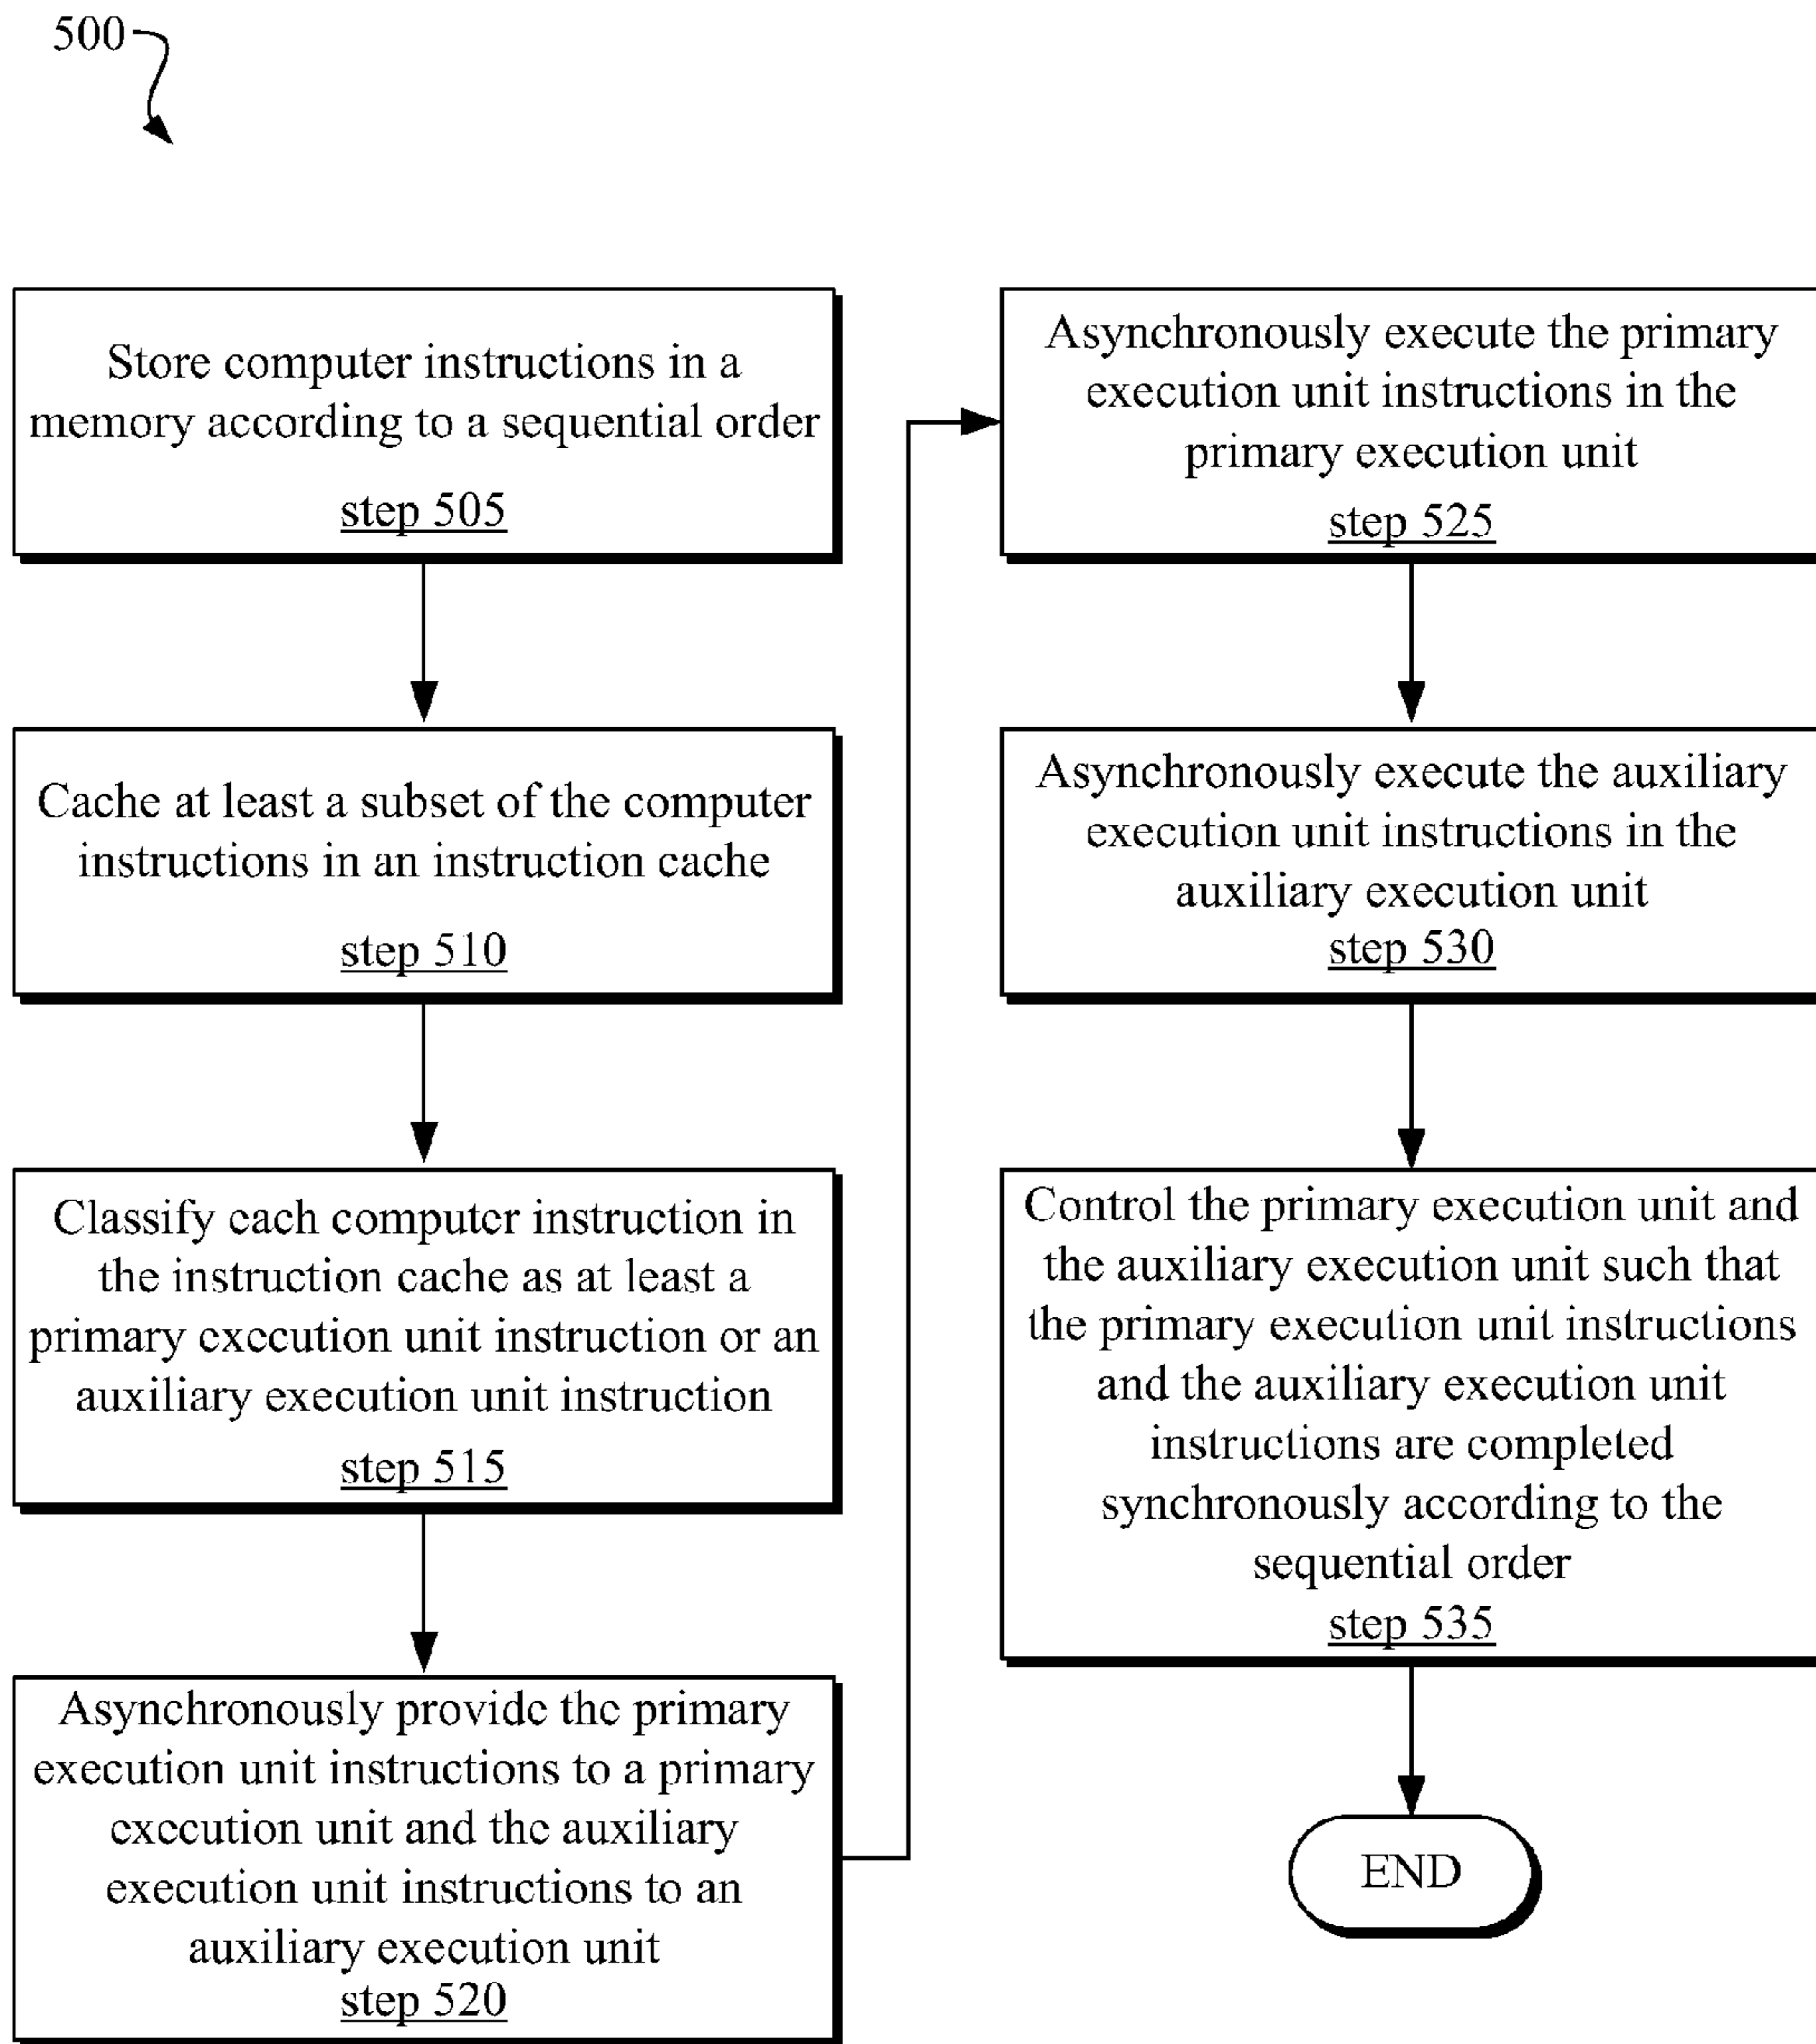 500
Store computer instructions in a
memory according to a sequential order
step 505
Cache at least a subset of the computer
instructions in an instruction cache
step 510
Classify each computer instruction in
the instruction cache as at least a
primary execution unit instruction or an
auxiliary execution unit instruction
step 515
Asynchronously provide the primary
execution unit instructions to a primary
execution unit and the auxiliary
execution unit instructions to an
auxiliary execution unit
step 520
Asynchronously execute the primary
execution unit instructions in the
primary execution unit
step 525
Asynchronously execute the auxiliary
execution unit instructions in the
auxiliary execution unit
step 530
Control the primary execution unit and
the auxiliary execution unit such that
the primary execution unit instructions
and the auxiliary execution unit
instructions are completed
synchronously according to the
sequential order
step 535
END